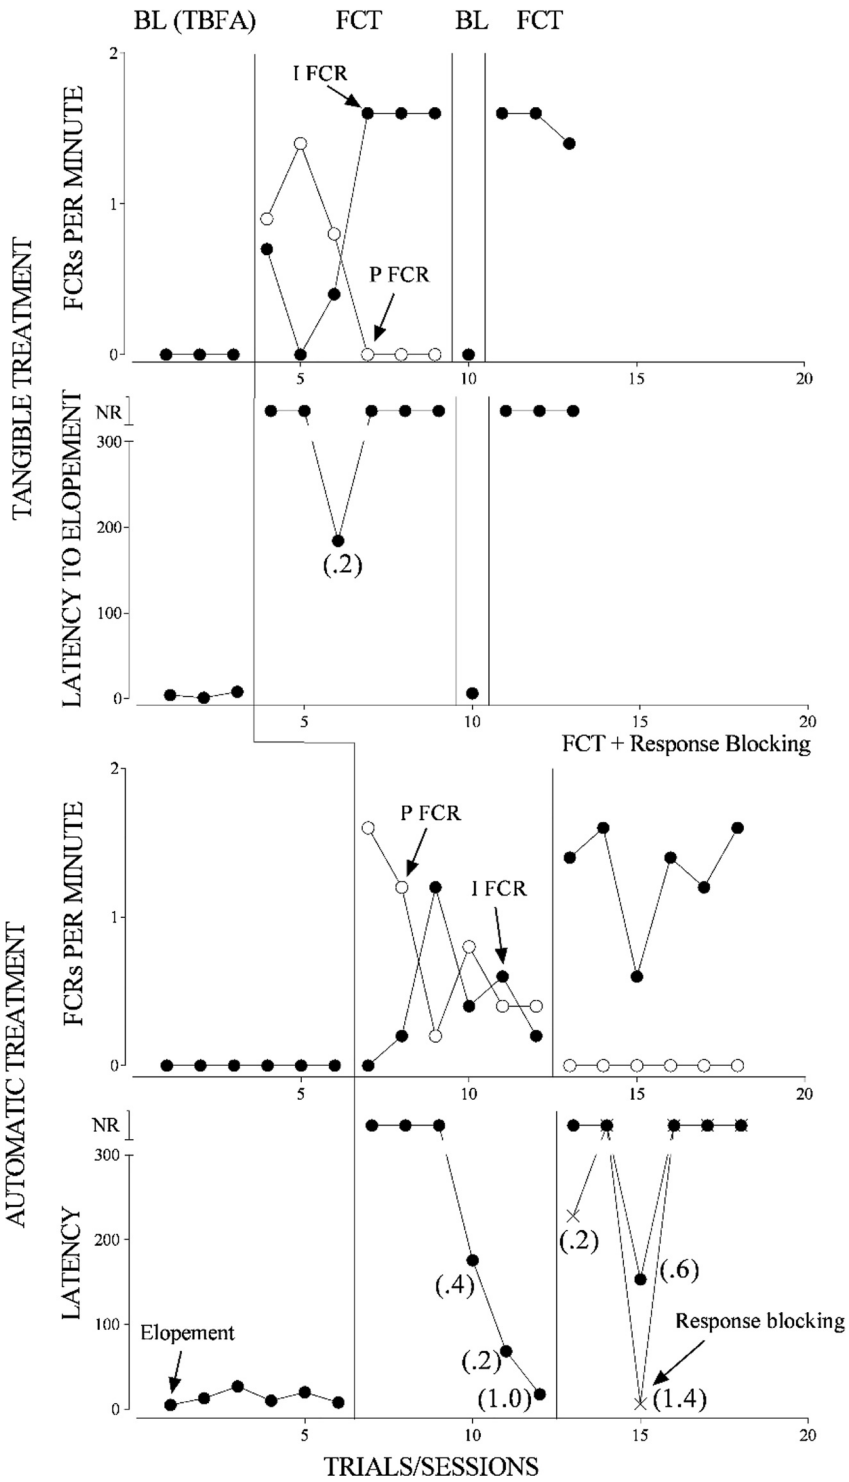 BL (TBFA) FCT BL FCT
TANGIBLE TREATMENT
FCRs PER MINUTE
2
1
0
I FCR
P FCR
5 10 15 20
LATENCY TO ELOPEMENT
NR
300
200
100
0
(.2)
5 10 15 20
FCT + Response Blocking
AUTOMATIC TREATMENT
FCRs PER MINUTE
2
1
0
P FCR
I FCR
5 10 15 20
LATENCY
NR
300
200
100
0
Elopement
(.4)
(.2)
(1.0)
(.2)
(.6)
Response blocking
(1.4)
5 10 15 20
TRIALS/SESSIONS